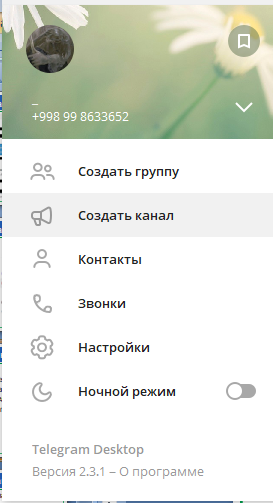 _
+998 99 8633652
Создать группу
Создать канал
Контакты
Звонки
Настройки
Ночной режим
Telegram Desktop
Версия 2.3.1 – О программе